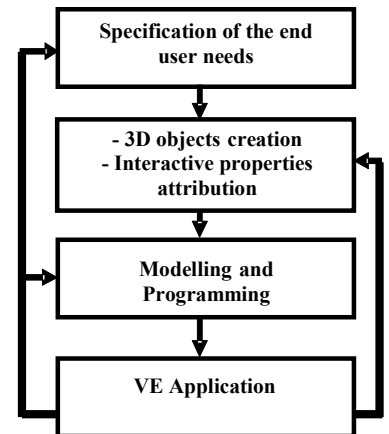 Specification of the end
user needs
- 3D objects creation
- Interactive properties
attribution
Modelling and
Programming
VE Application